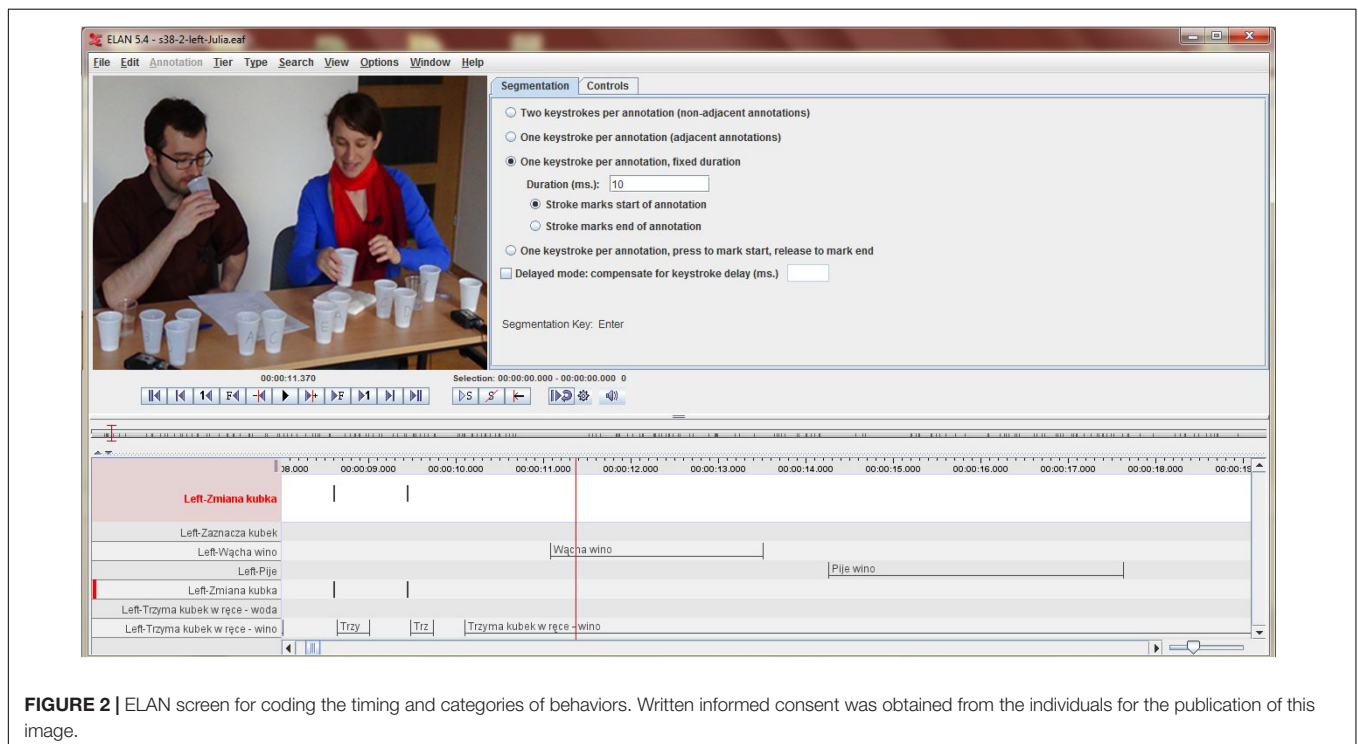 ELAN 5.4 - s38-2-left-Julia.eaf
File Edit Annotation Tier Type Search View Options Window Help
Segmentation Controls
Two keystrokes per annotation (non-adjacent annotations)
One keystroke per annotation (adjacent annotations)
One keystroke per annotation, fixed duration
Duration (ms.): 10
Stroke marks start of annotation
Stroke marks end of annotation
One keystroke per annotation, press to mark start, release to mark end
Delayed mode: compensate for keystroke delay (ms.)
Segmentation Key: Enter
A
E A D
B A C
00:00:11.370 Selection: 00:00:00.000 - 00:00:00.000 0
1 F F 1 S S
08.000 00:00:09.000 00:00:10.000 00:00:11.000 00:00:12.000 00:00:13.000 00:00:14.000 00:00:15.000 00:00:16.000 00:00:17.000 00:00:18.000 00:00:19
Left-Zmiana kubka
Left-Zaznacza kubek
Left-Wącha wino Wącha wino
Left-Pije Pije wino
Left-Zmiana kubka
Left-Trzyma kubek w ręce - woda
Left-Trzyma kubek w ręce - wino Trzy Trz Trzyma kubek w ręce - wino
FIGURE 2 | ELAN screen for coding the timing and categories of behaviors. Written informed consent was obtained from the individuals for the publication of this
image.